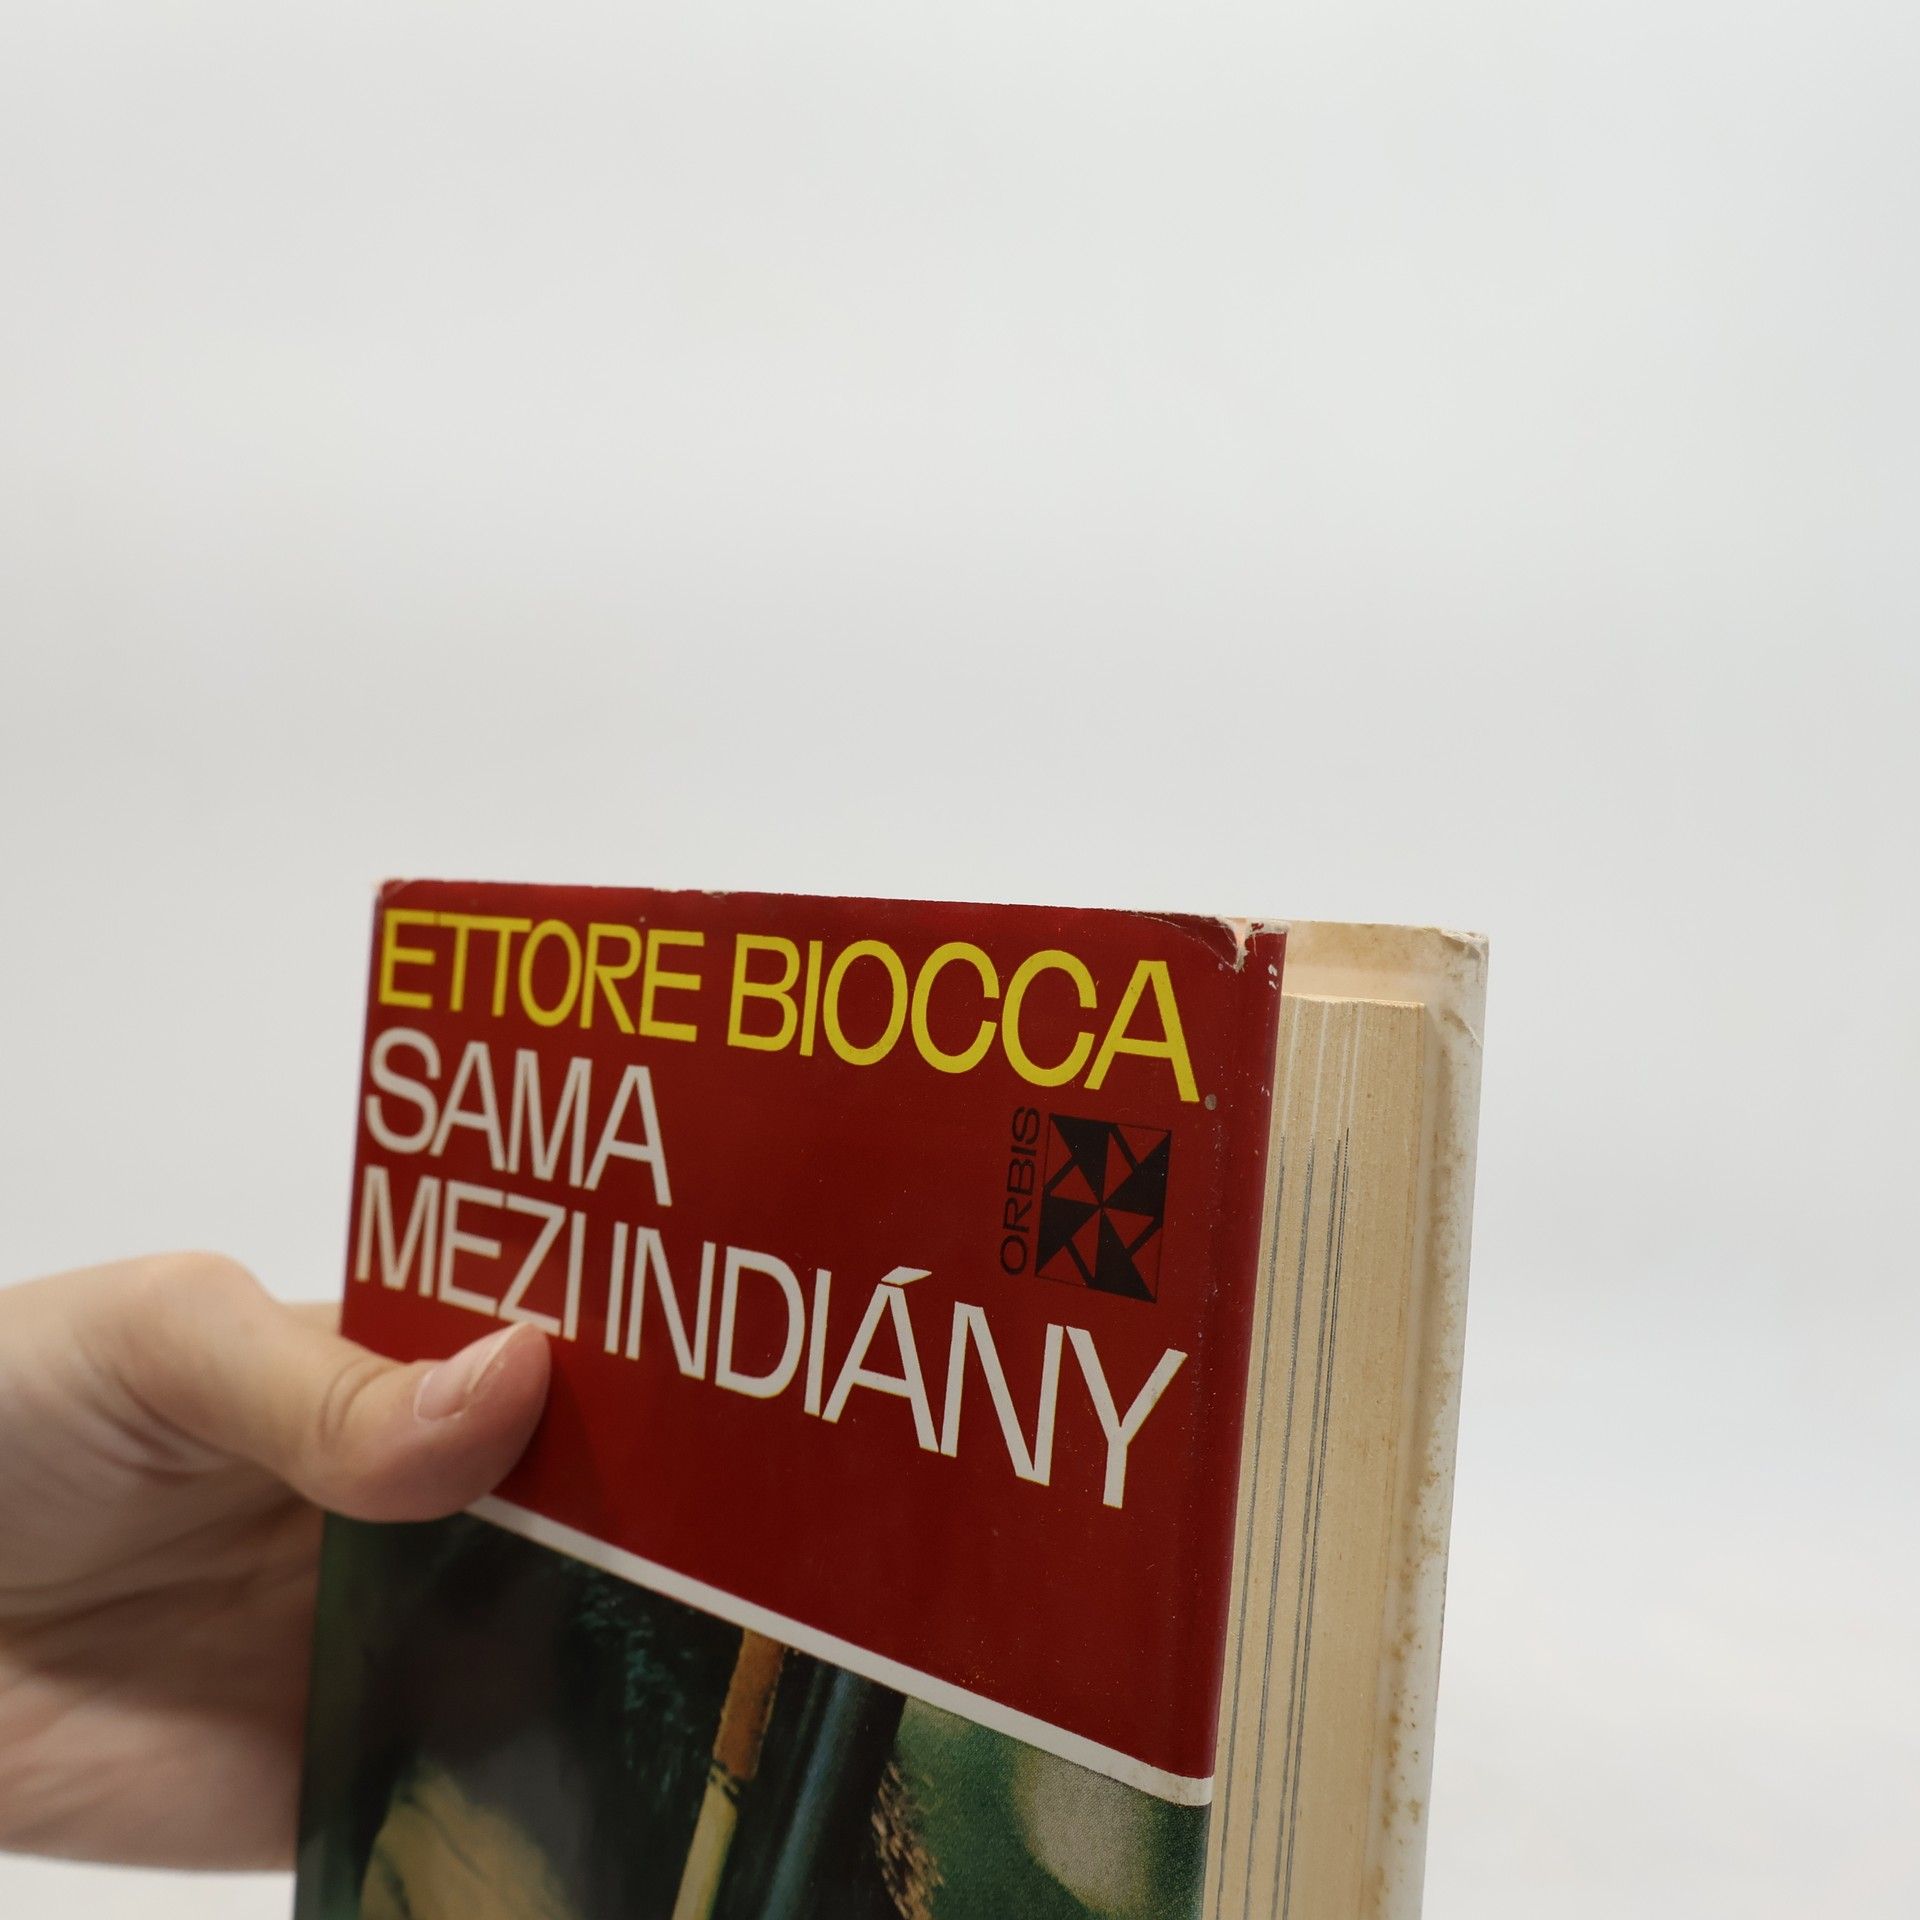 ETTORE BIOCCA
SAMA
MEZI INDIÁNY
ORBIS